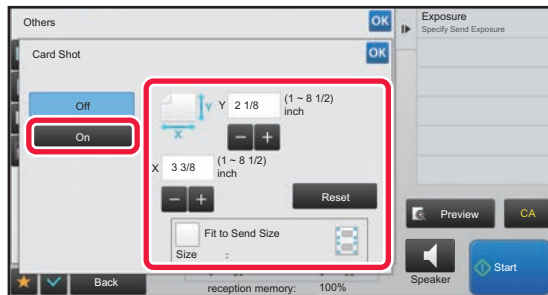 Others
OK
Exposure
Specify Send Exposure
Card Shot
OK
Off
On
Y
X
Y 2 1/8 (1 ~ 8 1/2)
inch
X 3 3/8 (1 ~ 8 1/2)
inch
Reset
Fit to Send Size
Size :
Preview
CA
Back
reception memory: 100%
Speaker
Start